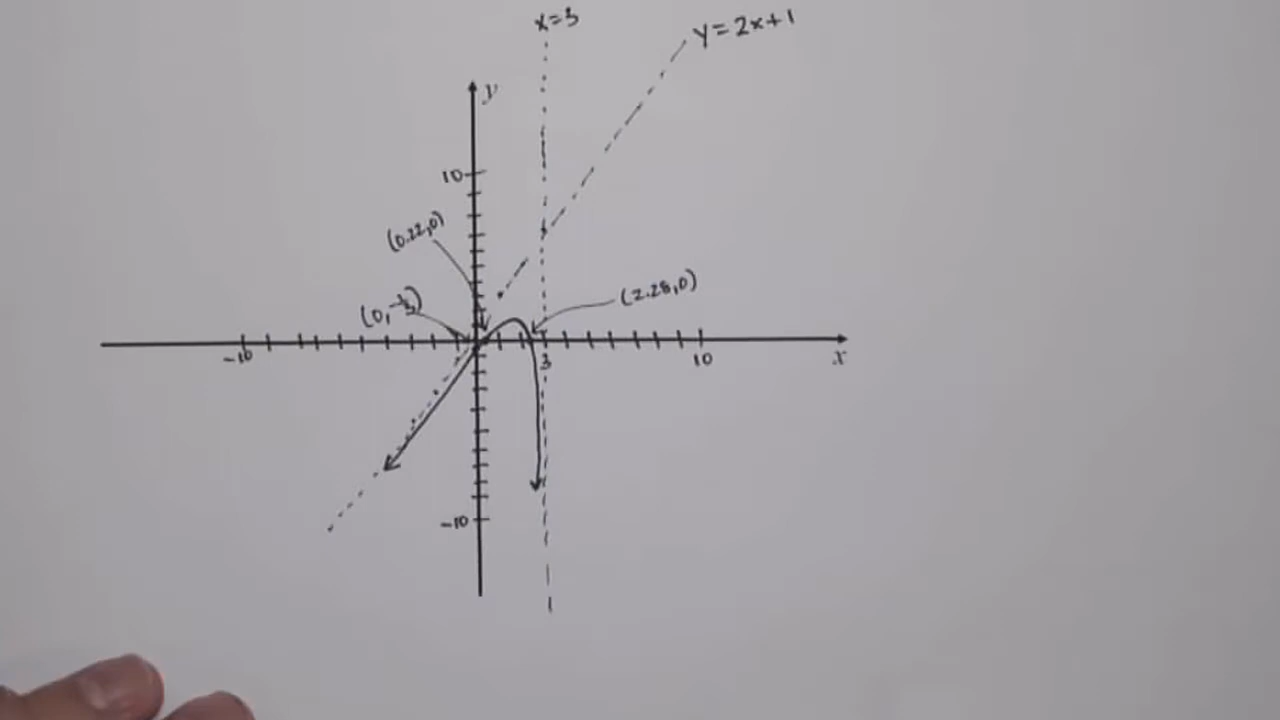 x=3
y=2x+1
y
10
(0.22,0)
(0,-1/3)
(2.28,0)
-10
3
10
x
-10